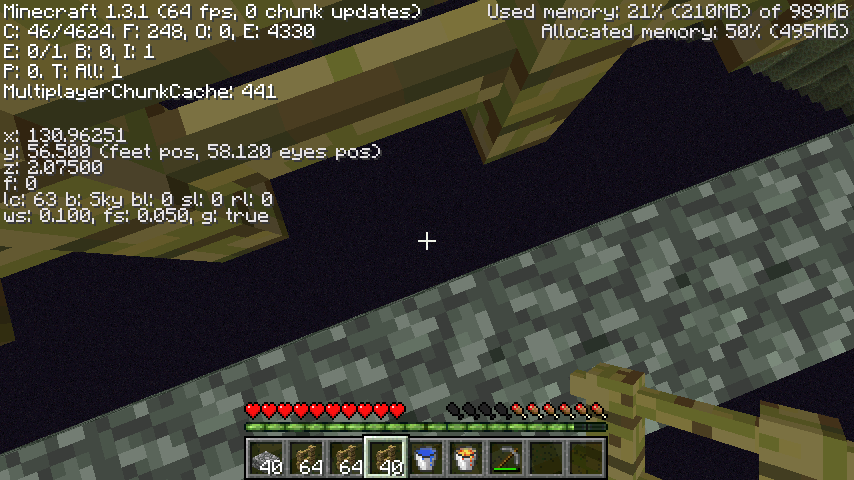 Minecraft 1.3.1 (64 fps, 0 chunk updates)
Used memory: 21% (210MB) of 989MB
C: 46/4624. F: 248, O: 0, E: 4330
Allocated memory: 50% (495MB)
E: 0/1. B: 0, I: 1
P: 0. T: All: 1
MultiplayerChunkCache: 441
x: 130.96251
y: 56.500 (feet pos, 58.120 eyes pos)
z: 2.07500
f: 0
lc: 63 b: Sky bl: 0 sl: 0 rl: 0
ws: 0.100, fs: 0.050, g: true
40 64 64 40